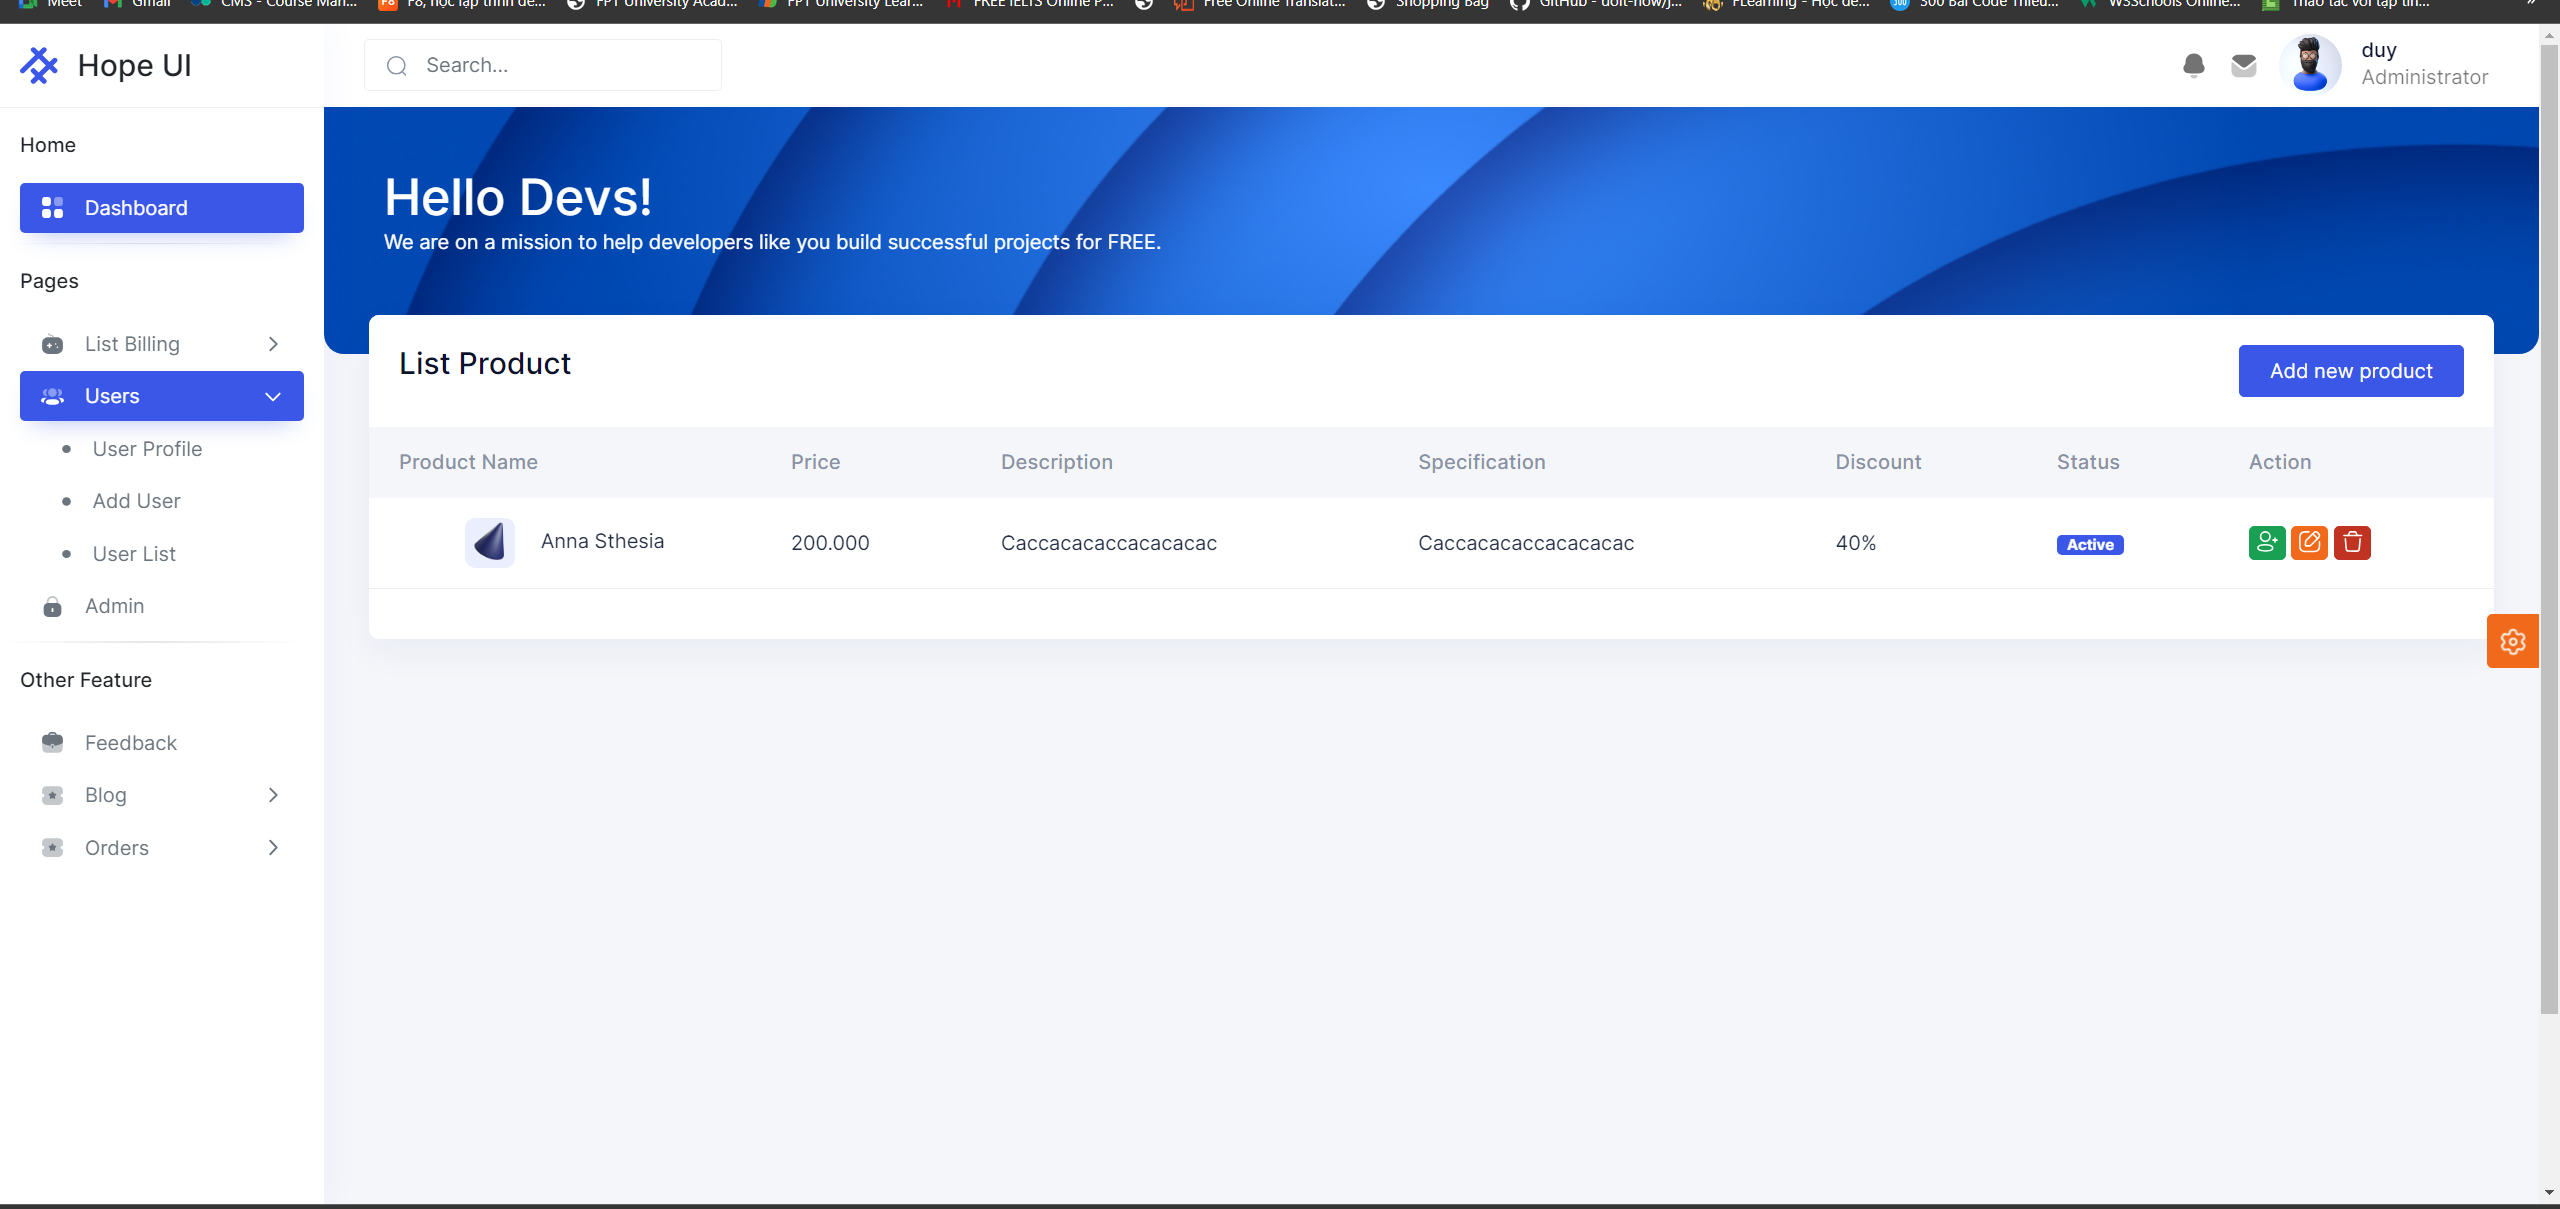 Meet Gmail CMS - Course Man... F8, học lập trình để... FPT University Acad... FPT University Lear... FREE IELTS Online P... Free Online Translat... Shopping Bag GitHub - doit-now/j... FLearning - Học để... 300 Bài Code Thiếu... W3Schools Online... Thao tác với tập tin... »
Hope UI
Search...
duy
Administrator
Home
Dashboard
Pages
List Billing
Users
User Profile
Add User
User List
Admin
Other Feature
Feedback
Blog
Orders
Hello Devs!
We are on a mission to help developers like you build successful projects for FREE.
List Product
Add new product
Product Name Price Description Specification Discount Status Action
Anna Sthesia 200.000 Caccacacaccacacacac Caccacacaccacacacac 40% Active